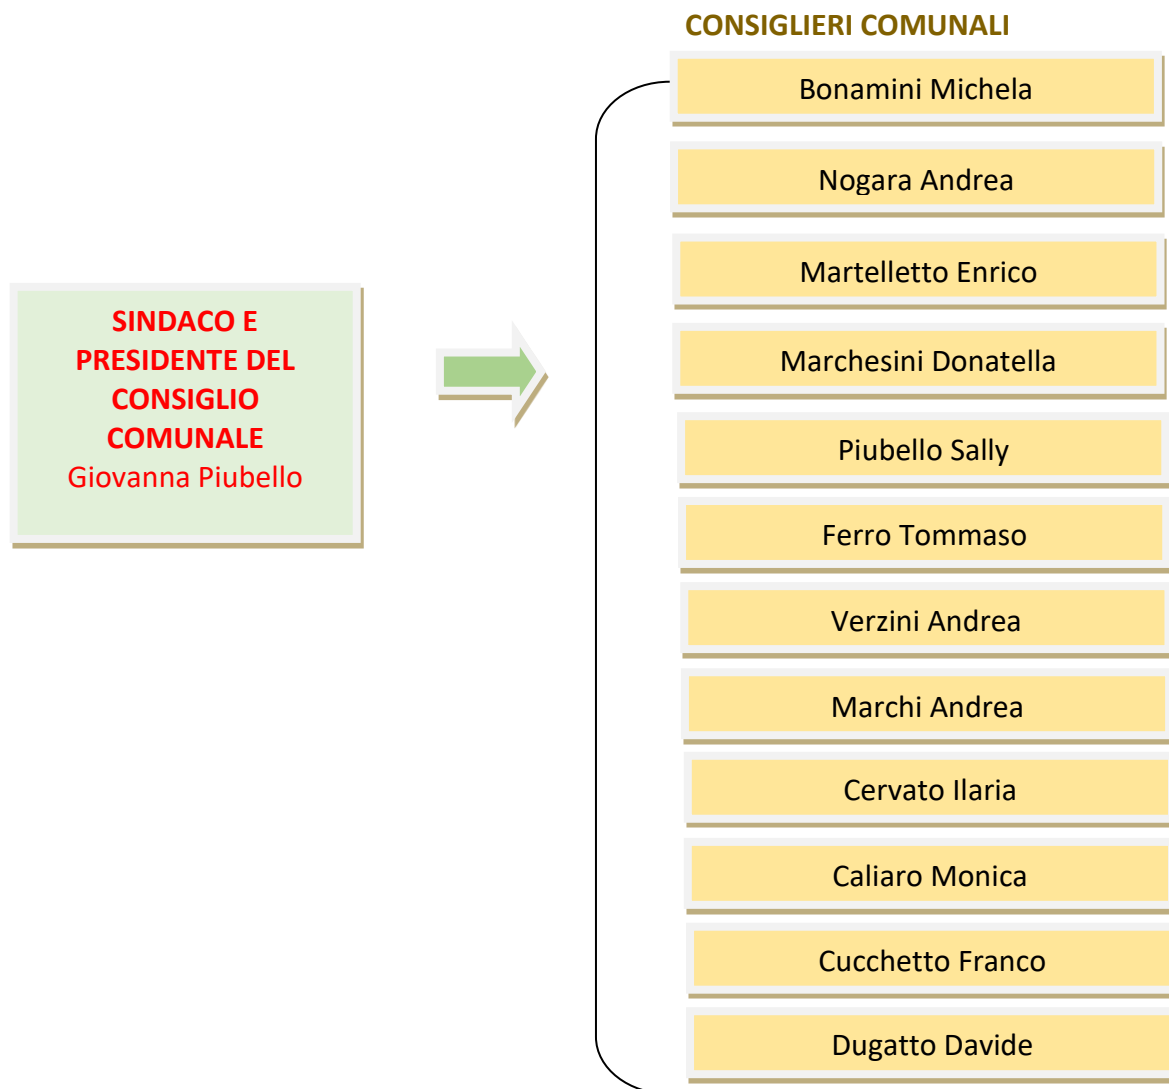 CONSIGLIERI COMUNALI
Bonamini Michela
Nogara Andrea
Martelletto Enrico
SINDACO E
PRESIDENTE DEL
CONSIGLIO
COMUNALE
Giovanna Piubello
Marchesini Donatella
Piubello Sally
Ferro Tommaso
Verzini Andrea
Marchi Andrea
Cervato Ilaria
Caliaro Monica
Cucchetto Franco
Dugatto Davide